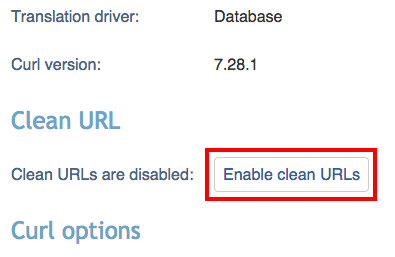 Translation driver: Database
Curl version: 7.28.1
Clean URL
Clean URLs are disabled: Enable clean URLs
Curl options